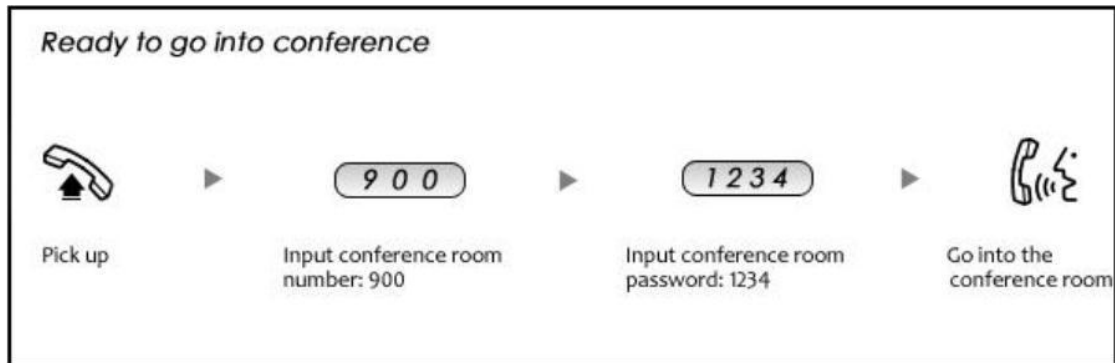 Ready to go into conference
9 0 0
1 2 3 4
Pick up
Input conference room
number: 900
Input conference room
password: 1234
Go into the
conference room